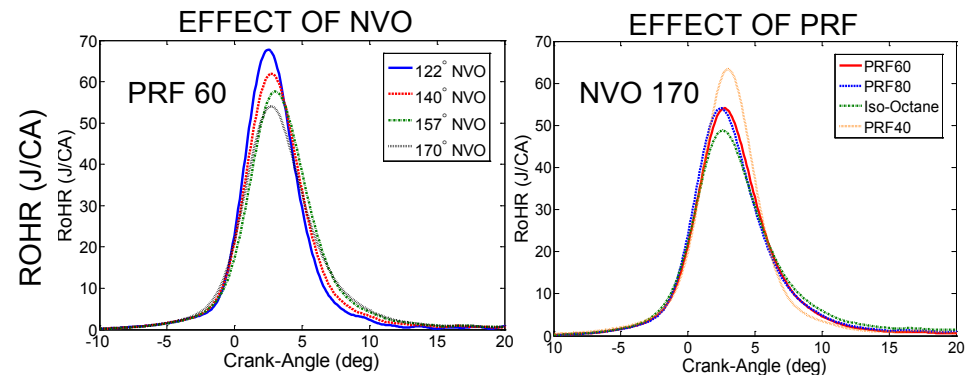 EFFECT OF NVO
ROHR (J/CA)
RoHR (J/CA)
70
60
50
40
30
20
10
0
PRF 60
122° NVO
140° NVO
157° NVO
170° NVO
-10 -5 0 5 10 15 20
Crank-Angle (deg)
EFFECT OF PRF
RoHR (J/CA)
70
60
50
40
30
20
10
0
NVO 170
PRF60
PRF80
Iso-Octane
PRF40
-10 -5 0 5 10 15 20
Crank-Angle (deg)